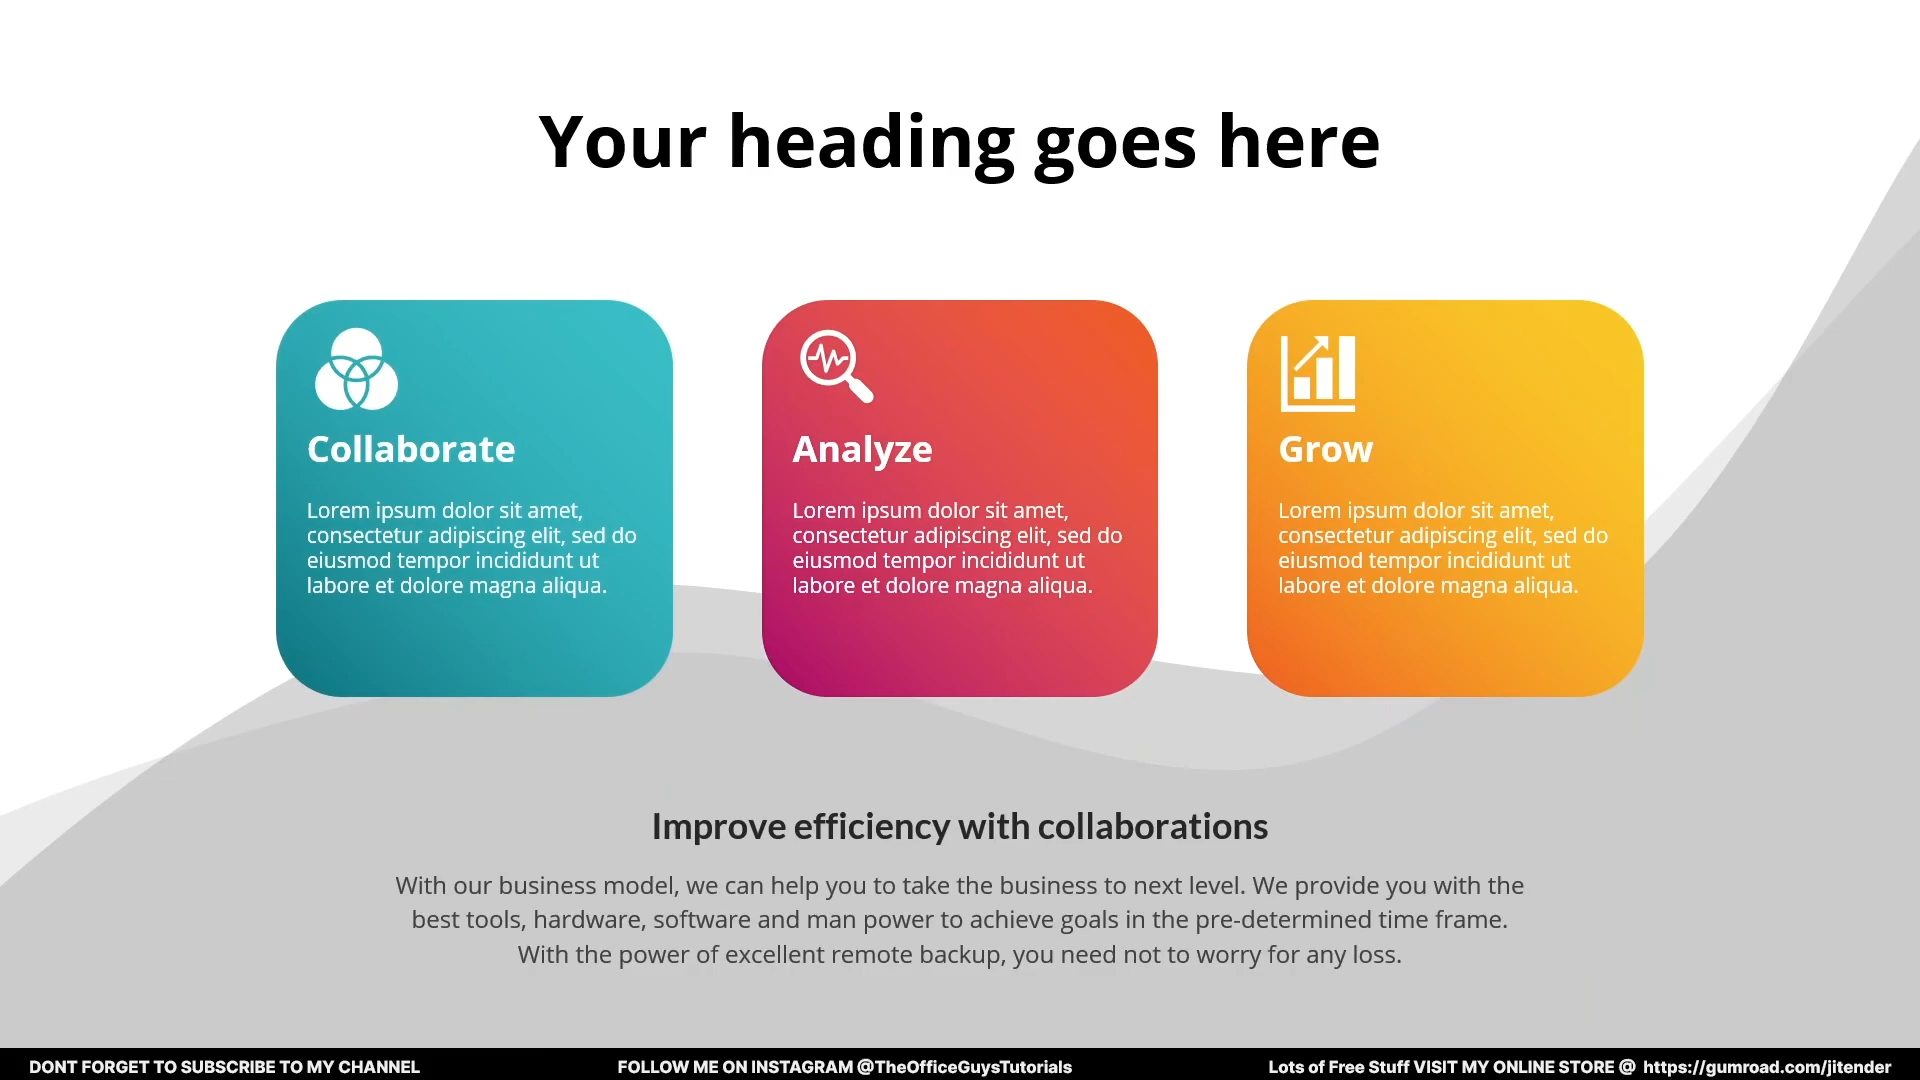 Your heading goes here
Collaborate
Lorem ipsum dolor sit amet,
consectetur adipiscing elit, sed do
eiusmod tempor incididunt ut
labore et dolore magna aliqua.
Analyze
Lorem ipsum dolor sit amet,
consectetur adipiscing elit, sed do
eiusmod tempor incididunt ut
labore et dolore magna aliqua.
Grow
Lorem ipsum dolor sit amet,
consectetur adipiscing elit, sed do
eiusmod tempor incididunt ut
labore et dolore magna aliqua.
Improve efficiency with collaborations
With our business model, we can help you to take the business to next level. We provide you with the
best tools, hardware, software and man power to achieve goals in the pre-determined time frame.
With the power of excellent remote backup, you need not to worry for any loss.
DONT FORGET TO SUBSCRIBE TO MY CHANNEL
FOLLOW ME ON INSTAGRAM @TheOfficeGuysTutorials
Lots of Free Stuff VISIT MY ONLINE STORE @ https://gumroad.com/jitender